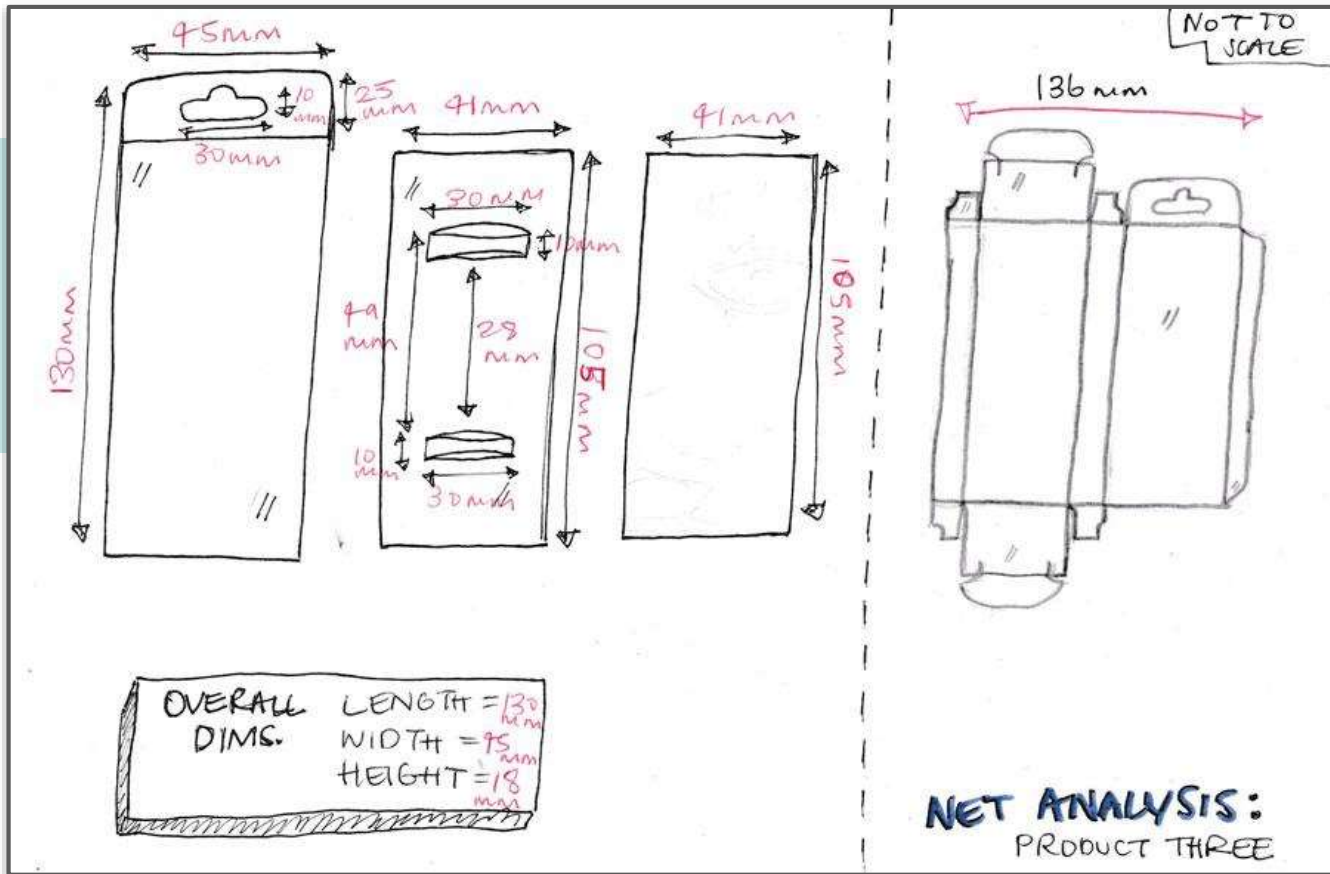 NOT TO
SCALE
45mm
10
mm
25
mm
30mm
130mm
41mm
30mm
10mm
49
mm
28
mm
10
mm
30mm
105mm
41mm
105mm
136mm
OVERALL
DIMS.
LENGTH = 130
mm
WIDTH = 45
mm
HEIGHT = 18
mm
NET ANALYSIS:
PRODUCT THREE